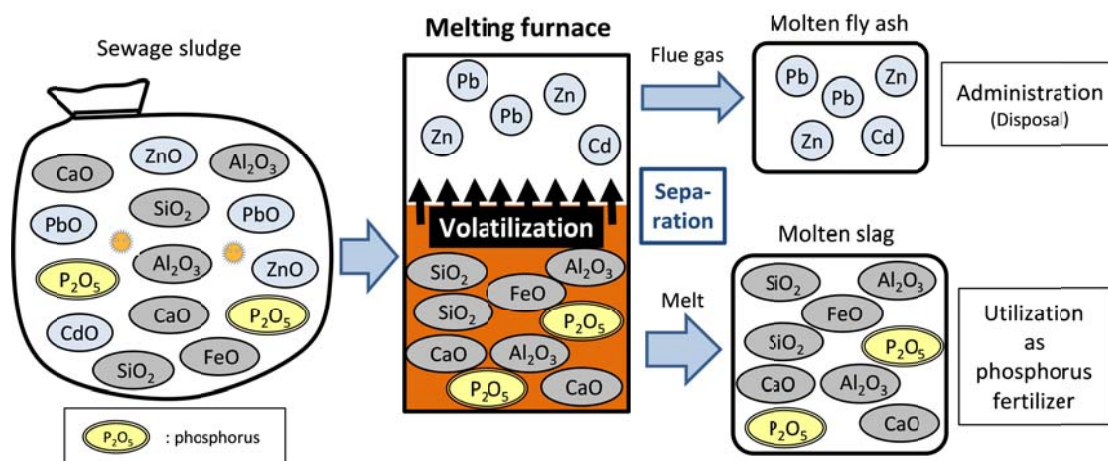 Sewage sludge
CaO
ZnO
Al₂O₃
PbO
SiO₂
PbO
P₂O₅
Al₂O₃
ZnO
CdO
CaO
P₂O₅
SiO₂
FeO
P₂O₅ : phosphorus
Melting furnace
Pb
Zn
Zn
Pb
Cd
Volatilization
SiO₂
FeO
Al₂O₃
SiO₂
P₂O₅
CaO
Al₂O₃
P₂O₅
CaO
Flue gas
Sepa-
ration
Melt
Molten fly ash
Pb
Pb
Zn
Zn
Cd
Administration
(Disposal)
Molten slag
SiO₂
Al₂O₃
FeO
SiO₂
P₂O₅
CaO
Al₂O₃
P₂O₅
CaO
Utilization
as
phosphorus
fertilizer